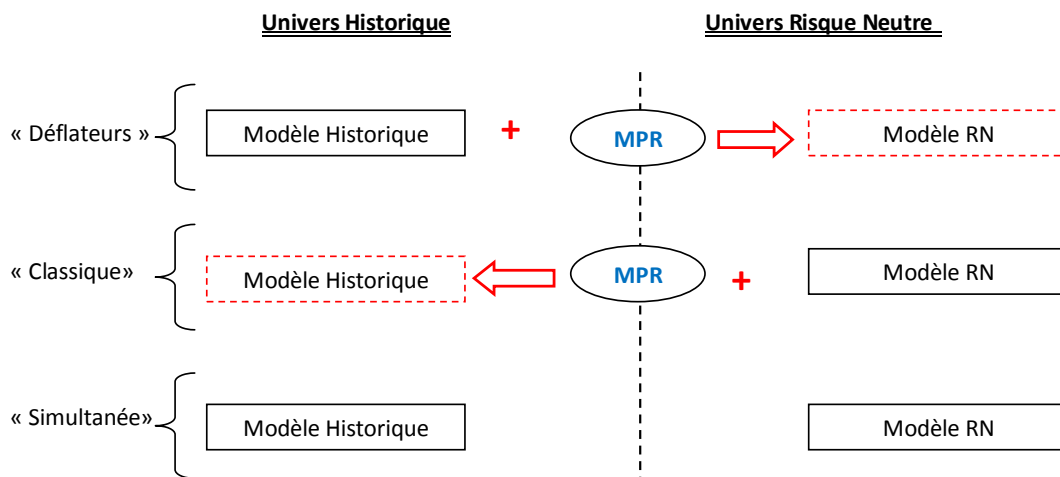 Univers Historique
Univers Risque Neutre
« Déflateurs »
Modèle Historique
+
MPR
Modèle RN
« Classique»
Modèle Historique
MPR
+
Modèle RN
« Simultanée»
Modèle Historique
Modèle RN